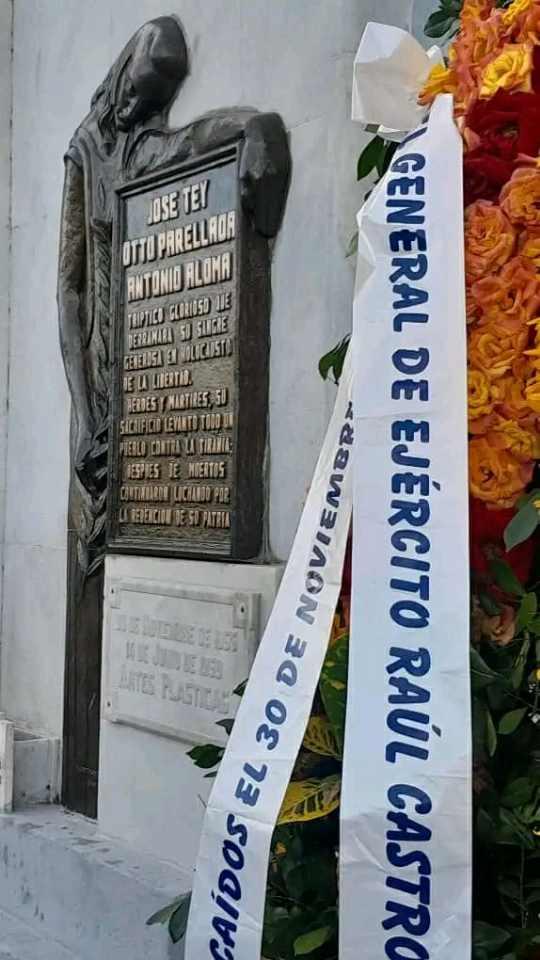 JOSE TEY
OTTO PARELLADA
ANTONIO ALOMA
TRIPTICO GLORIOSO QUE
DERRAMARA SU SANGRE
GENEROSA EN HOLOCAUSTO
DE LA LIBERTAD.
HEROES Y MARTIRES, SU
SACRIFICIO LEVANTO TODO UN
PUEBLO CONTRA LA TIRANIA
DESPUES DE MUERTOS
CONTINUARON LUCHANDO POR
LA REDENCION DE SU PATRIA
30 DE NOVIEMBRE DE
14 DE JUNIO DE 1959
ARTES PLASTICAS
CAÍDOS EL 30 DE NOVIEMBR
GENERAL DE EJÉRCITO RAÚL CASTRO